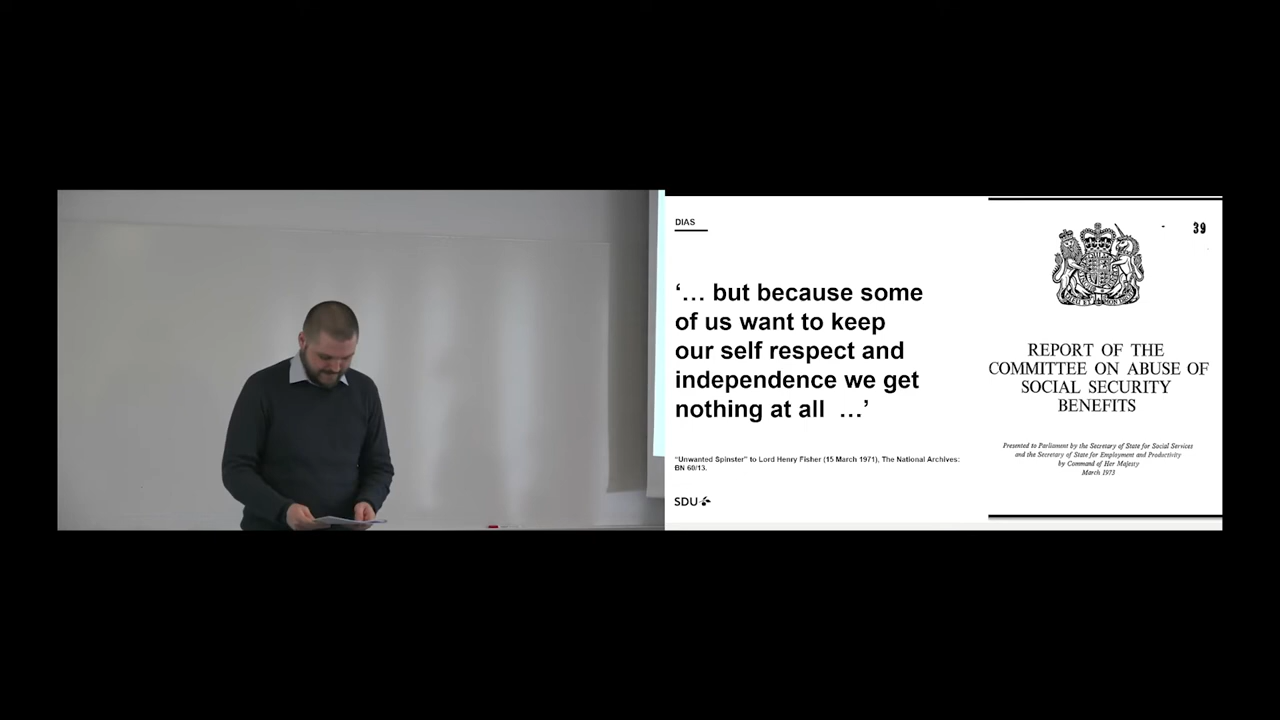 DIAS
‘… but because some
of us want to keep
our self respect and
independence we get
nothing at all …’
“Unwanted Spinster” to Lord Henry Fisher (15 March 1971), The National Archives:
BN 60/13.
SDU
39
REPORT OF THE
COMMITTEE ON ABUSE OF
SOCIAL SECURITY
BENEFITS
Presented to Parliament by the Secretary of State for Social Services
and the Secretary of State for Employment and Productivity
by Command of Her Majesty
March 1973